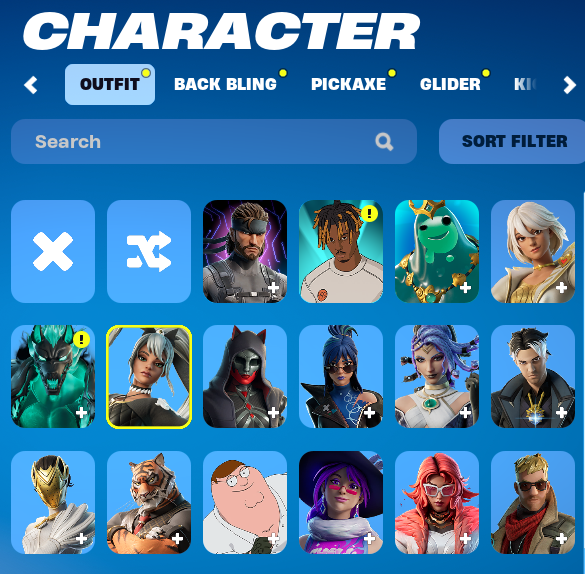 CHARACTER
OUTFIT BACK BLING PICKAXE GLIDER
Search SORT FILTER
!
!